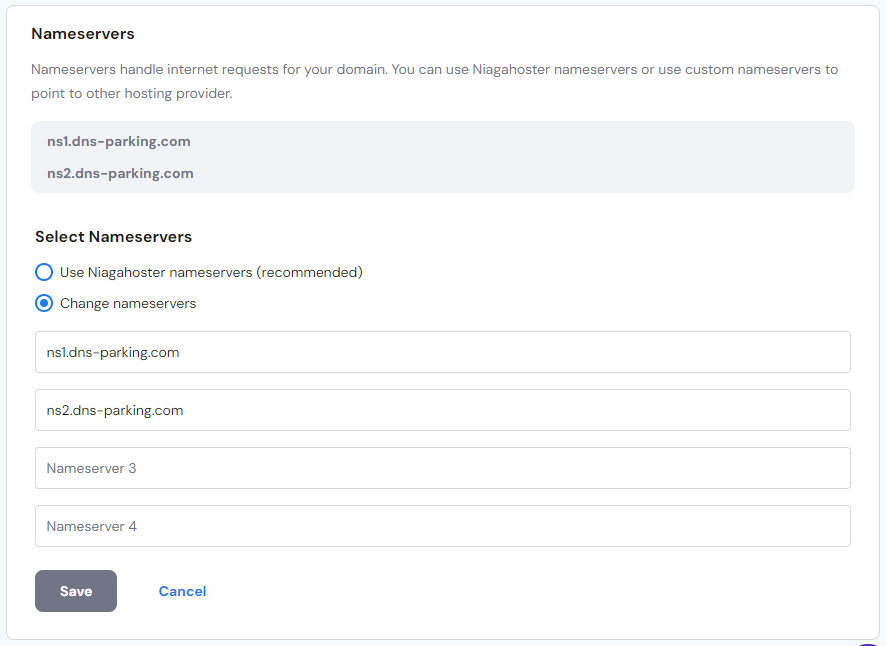 Nameservers
Nameservers handle internet requests for your domain. You can use Niagahoster nameservers or use custom nameservers to
point to other hosting provider.
ns1.dns-parking.com
ns2.dns-parking.com
Select Nameservers
Use Niagahoster nameservers (recommended)
Change nameservers
ns1.dns-parking.com
ns2.dns-parking.com
Nameserver 3
Nameserver 4
Save
Cancel